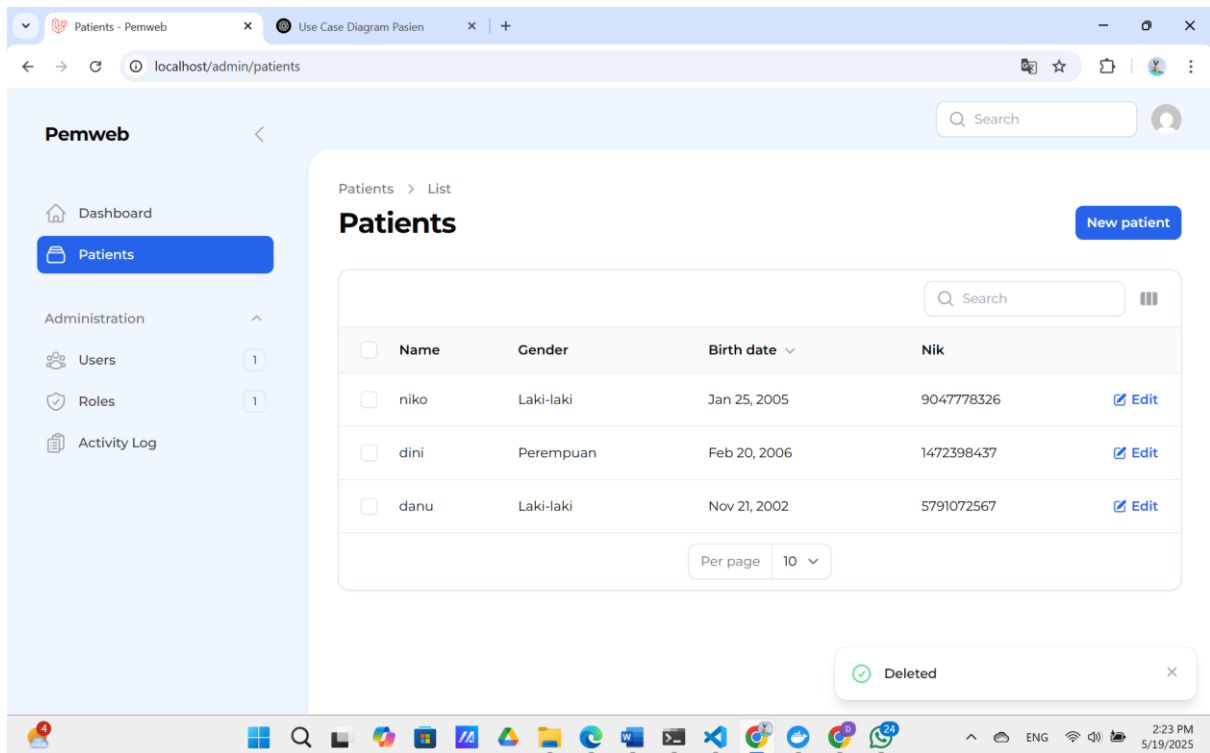 Patients - Pemweb
Use Case Diagram Pasien
localhost/admin/patients
Pemweb
Search
Patients > List
Patients
New patient
Dashboard
Patients
Administration
Users 1
Roles 1
Activity Log
Search
Name Gender Birth date Nik
niko Laki-laki Jan 25, 2005 9047778326 Edit
dini Perempuan Feb 20, 2006 1472398437 Edit
danu Laki-laki Nov 21, 2002 5791072567 Edit
Per page 10
Deleted
4
24
ENG
2:23 PM
5/19/2025